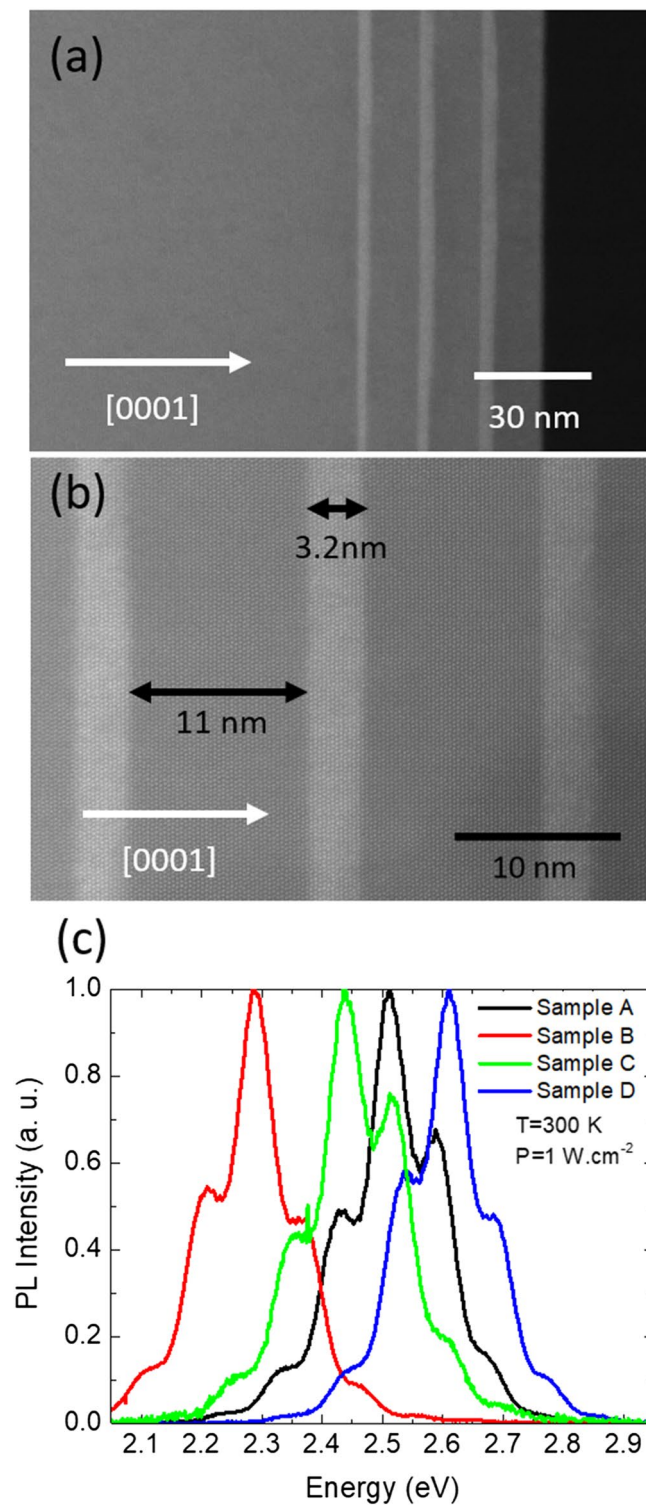 (a)
[0001]
30 nm
(b)
3.2nm
11 nm
[0001]
10 nm
(c)
PL Intensity (a. u.)
1.0
0.8
0.6
0.4
0.2
0.0
Sample A
Sample B
Sample C
Sample D
T=300 K
P=1 W.cm-2
2.1 2.2 2.3 2.4 2.5 2.6 2.7 2.8 2.9
Energy (eV)